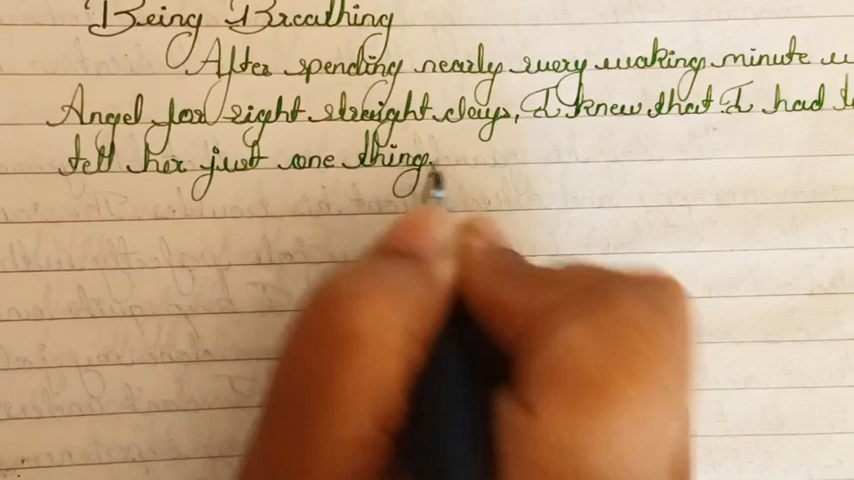 Being Breathing
After spending nearly every waking minute w
Angel for eight straight days, I knew that I had t
tell her just one thing.